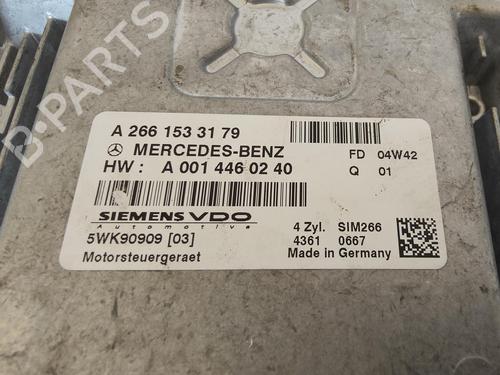 B-PARTS
A 266 153 31 79
MERCEDES-BENZ
FD 04W42
HW : A 001 446 02 40
Q 01
SIEMENS VDO
Automotive
4 Zyl. SIM266
5WK90909 [03]
4361 0667
Motorsteuergeraet
Made in Germany